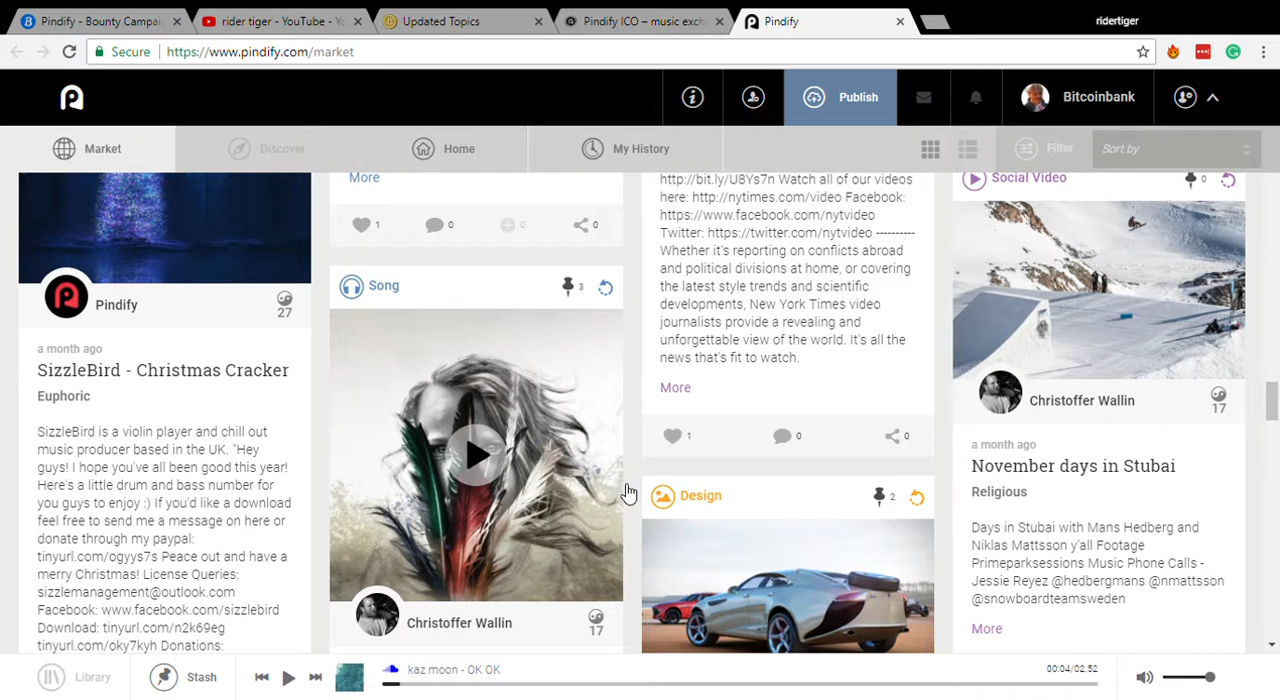 Pindify - Bounty Campai
rider tiger - YouTube - Yo
Updated Topics
Pindify ICO – music exch
Pindify
ridertiger
Secure
https://www.pindify.com/market
Publish
Bitcoinbank
Market
Discover
Home
My History
Filter
Sort by
Pindify
27
a month ago
SizzleBird - Christmas Cracker
Euphoric
SizzleBird is a violin player and chill out
music producer based in the UK. "Hey
guys! I hope you've all been good this year!
Here's a little drum and bass number for
you guys to enjoy :) If you'd like a download
feel free to send me a message on here or
donate through my paypal:
tinyurl.com/ogyys7s Peace out and have a
merry Christmas! License Queries:
sizzlemanagement@outlook.com
Facebook: www.facebook.com/sizzlebird
Download: tinyurl.com/n2k69eg
tinyurl.com/oky7kyh Donations:
More
1
0
0
0
Song
3
Christoffer Wallin
17
http://bit.ly/U8Ys7n Watch all of our videos
here: http://nytimes.com/video Facebook:
https://www.facebook.com/nytvideo
Twitter: https://twitter.com/nytvideo ----------
Whether it's reporting on conflicts abroad
and political divisions at home, or covering
the latest style trends and scientific
developments, New York Times video
journalists provide a revealing and
unforgettable view of the world. It's all the
news that's fit to watch.
More
1
0
0
Design
2
Social Video
0
Christoffer Wallin
17
a month ago
November days in Stubai
Religious
Days in Stubai with Mans Hedberg and
Niklas Mattsson y'all Footage
Primeparksessions Music Phone Calls -
Jessie Reyez @hedbergmans @nmattsson
@snowboardteamsweden
More
Library
Stash
kaz moon - OK OK
00:04/02:52